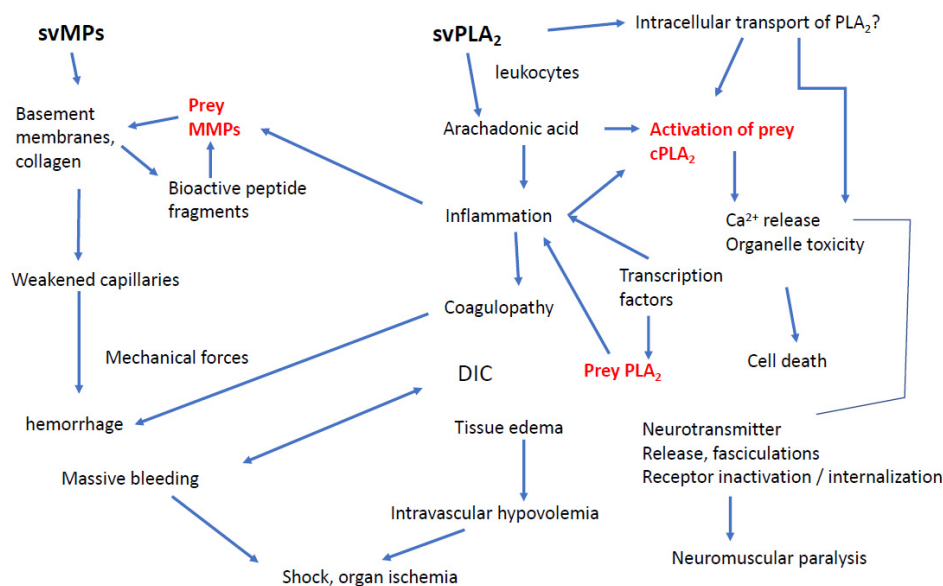 svMPs
svPLA₂
Intracellular transport of PLA₂?
leukocytes
Basement
membranes,
collagen
Prey
MMPs
Arachadonic acid
Activation of prey
cPLA₂
Bioactive peptide
fragments
Inflammation
Ca²⁺ release
Organelle toxicity
Weakened capillaries
Transcription
factors
Coagulopathy
Mechanical forces
Cell death
DIC
Prey PLA₂
hemorrhage
Tissue edema
Neurotransmitter
Release, fasciculations
Receptor inactivation / internalization
Massive bleeding
Intravascular hypovolemia
Neuromuscular paralysis
Shock, organ ischemia